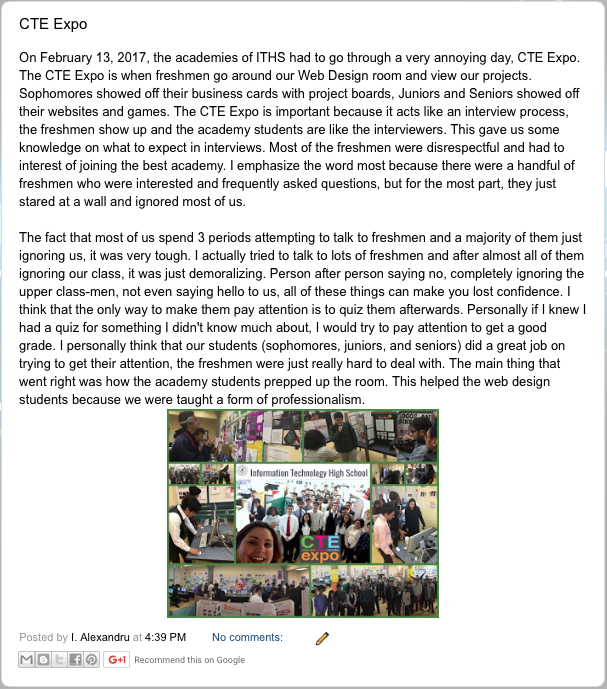 CTE Expo
On February 13, 2017, the academies of ITHS had to go through a very annoying day, CTE Expo.
The CTE Expo is when freshmen go around our Web Design room and view our projects.
Sophomores showed off their business cards with project boards, Juniors and Seniors showed off
their websites and games. The CTE Expo is important because it acts like an interview process,
the freshmen show up and the academy students are like the interviewers. This gave us some
knowledge on what to expect in interviews. Most of the freshmen were disrespectful and had to
interest of joining the best academy. I emphasize the word most because there were a handful of
freshmen who were interested and frequently asked questions, but for the most part, they just
stared at a wall and ignored most of us.
The fact that most of us spend 3 periods attempting to talk to freshmen and a majority of them just
ignoring us, it was very tough. I actually tried to talk to lots of freshmen and after almost all of them
ignoring our class, it was just demoralizing. Person after person saying no, completely ignoring the
upper class-men, not even saying hello to us, all of these things can make you lost confidence. I
think that the only way to make them pay attention is to quiz them afterwards. Personally if I knew I
had a quiz for something I didn't know much about, I would try to pay attention to get a good
grade. I personally think that our students (sophomores, juniors, and seniors) did a great job on
trying to get their attention, the freshmen were just really hard to deal with. The main thing that
went right was how the academy students prepped up the room. This helped the web design
students because we were taught a form of professionalism.
Information Technology High School
CTE
expo
Posted by I. Alexandru at 4:39 PM No comments:
G+1 Recommend this on Google